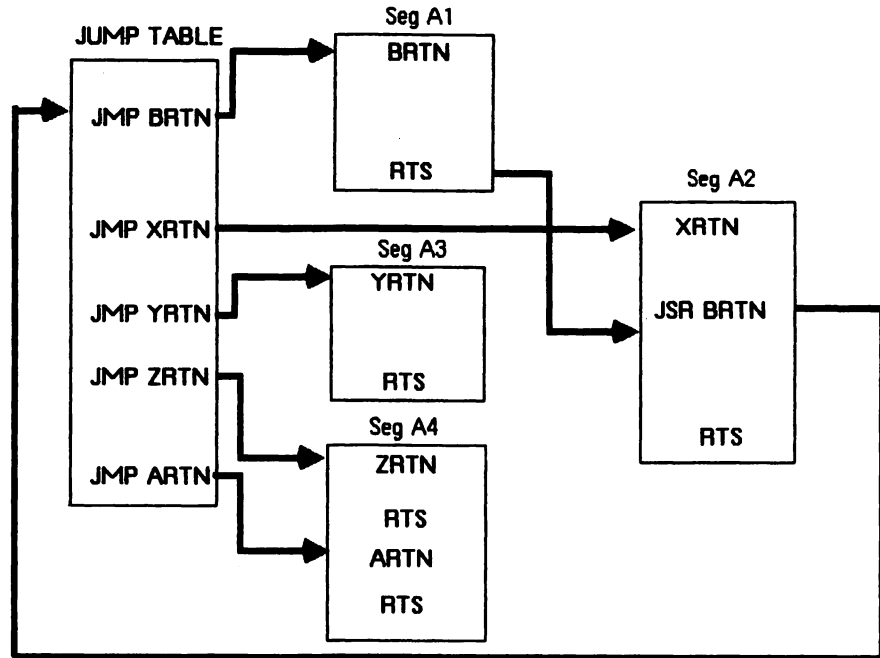 JUMP TABLE
JMP BRTN
JMP XRTN
JMP YRTN
JMP ZRTN
JMP ARTN
Seg A1
BRTN
RTS
Seg A2
XRTN
JSR BRTN
RTS
Seg A3
YRTN
RTS
Seg A4
ZRTN
RTS
ARTN
RTS